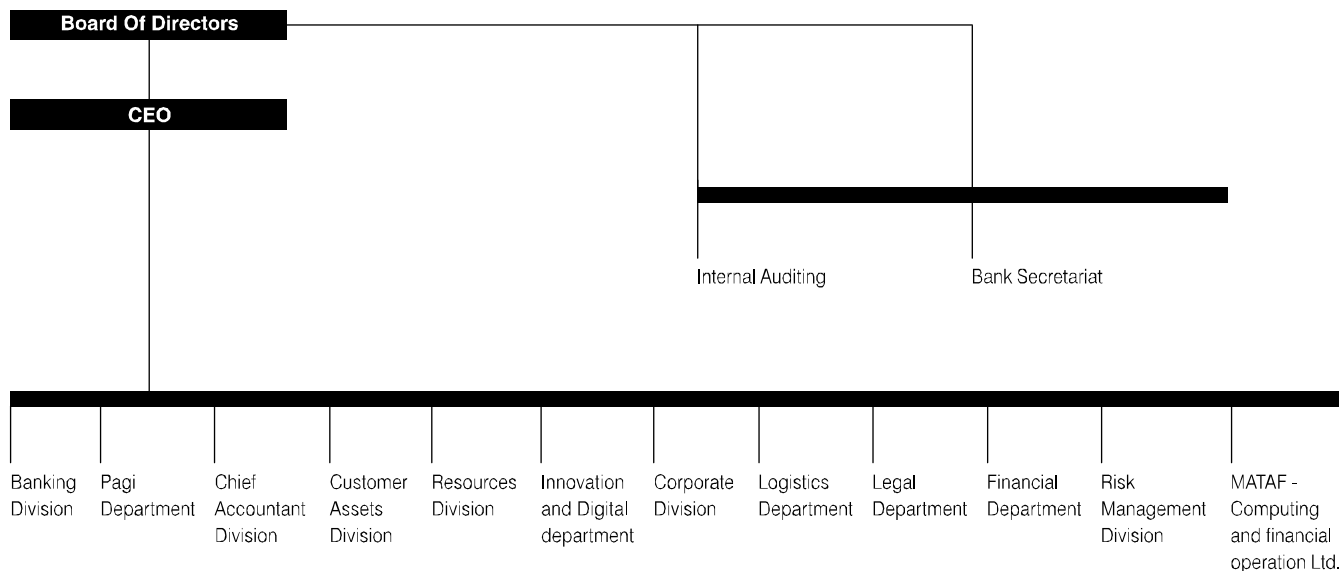 Board Of Directors
CEO
Internal Auditing
Bank Secretariat
Banking
Division
Pagi
Department
Chief
Accountant
Division
Customer
Assets
Division
Resources
Division
Innovation
and Digital
department
Corporate
Division
Logistics
Department
Legal
Department
Financial
Department
Risk
Management
Division
MATAF -
Computing
and financial
operation Ltd.